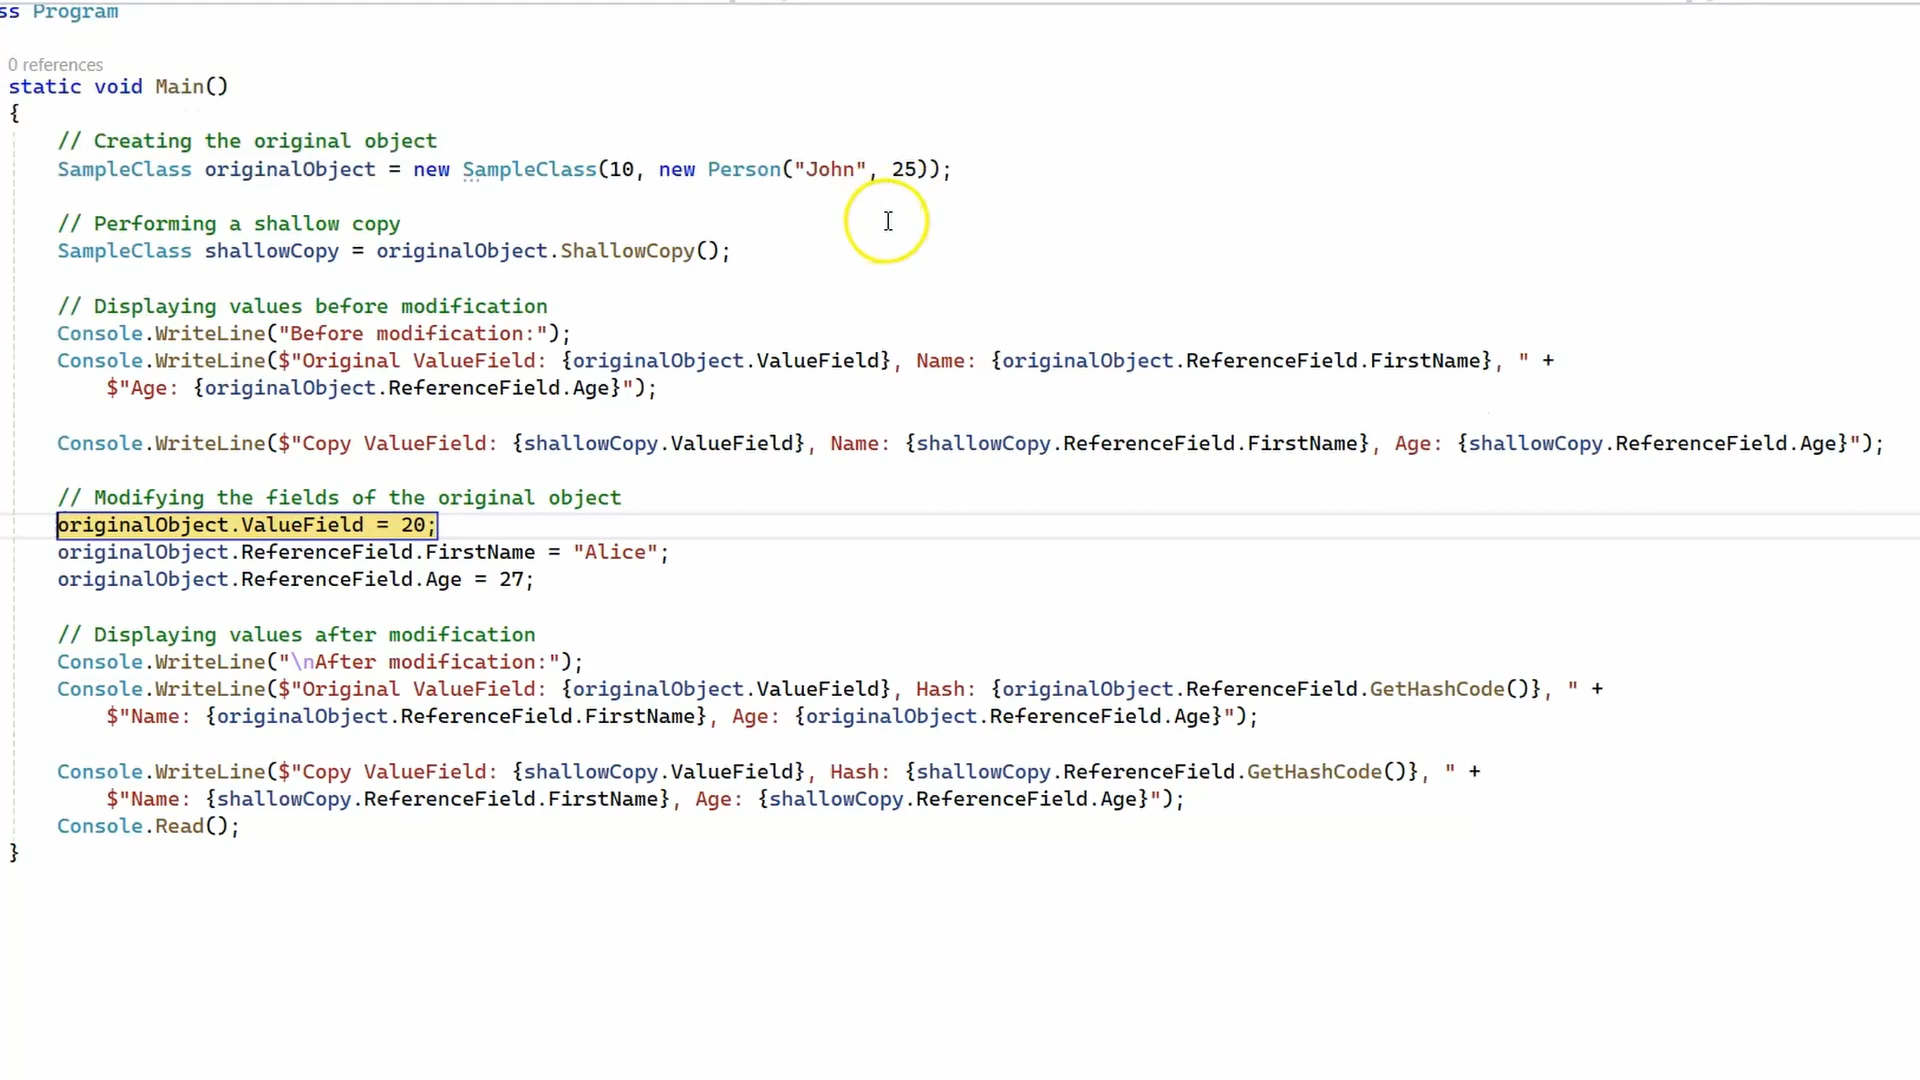 ss Program
0 references
static void Main()
{
// Creating the original object
SampleClass originalObject = new SampleClass(10, new Person("John", 25));
// Performing a shallow copy
SampleClass shallowCopy = originalObject.ShallowCopy();
// Displaying values before modification
Console.WriteLine("Before modification:");
Console.WriteLine($"Original ValueField: {originalObject.ValueField}, Name: {originalObject.ReferenceField.FirstName}, " +
$"Age: {originalObject.ReferenceField.Age}");
Console.WriteLine($"Copy ValueField: {shallowCopy.ValueField}, Name: {shallowCopy.ReferenceField.FirstName}, Age: {shallowCopy.ReferenceField.Age}");
// Modifying the fields of the original object
originalObject.ValueField = 20;
originalObject.ReferenceField.FirstName = "Alice";
originalObject.ReferenceField.Age = 27;
// Displaying values after modification
Console.WriteLine("\nAfter modification:");
Console.WriteLine($"Original ValueField: {originalObject.ValueField}, Hash: {originalObject.ReferenceField.GetHashCode()}, " +
$"Name: {originalObject.ReferenceField.FirstName}, Age: {originalObject.ReferenceField.Age}");
Console.WriteLine($"Copy ValueField: {shallowCopy.ValueField}, Hash: {shallowCopy.ReferenceField.GetHashCode()}, " +
$"Name: {shallowCopy.ReferenceField.FirstName}, Age: {shallowCopy.ReferenceField.Age}");
Console.Read();
}